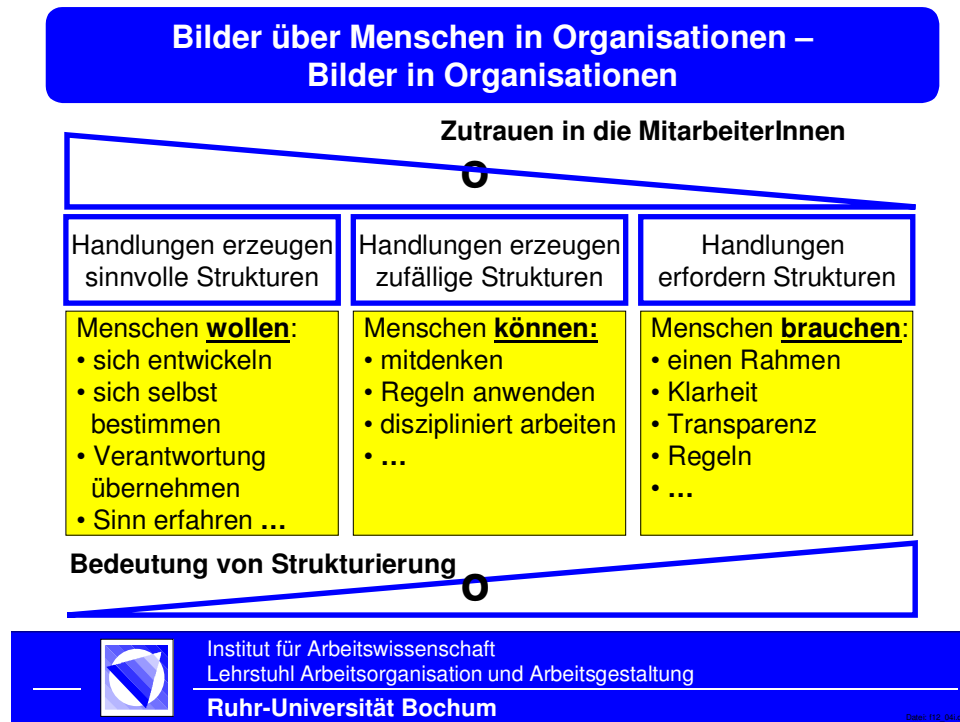 Bilder über Menschen in Organisationen –
Bilder in Organisationen
Zutrauen in die MitarbeiterInnen
o
Handlungen erzeugen
sinnvolle Strukturen
Handlungen erzeugen
zufällige Strukturen
Handlungen
erfordern Strukturen
Menschen wollen:
• sich entwickeln
• sich selbst
bestimmen
• Verantwortung
übernehmen
• Sinn erfahren ...
Menschen können:
• mitdenken
• Regeln anwenden
• diszipliniert arbeiten
• ...
Menschen brauchen:
• einen Rahmen
• Klarheit
• Transparenz
• Regeln
• ...
Bedeutung von Strukturierung
o
Institut für Arbeitswissenschaft
Lehrstuhl Arbeitsorganisation und Arbeitsgestaltung
Ruhr-Universität Bochum